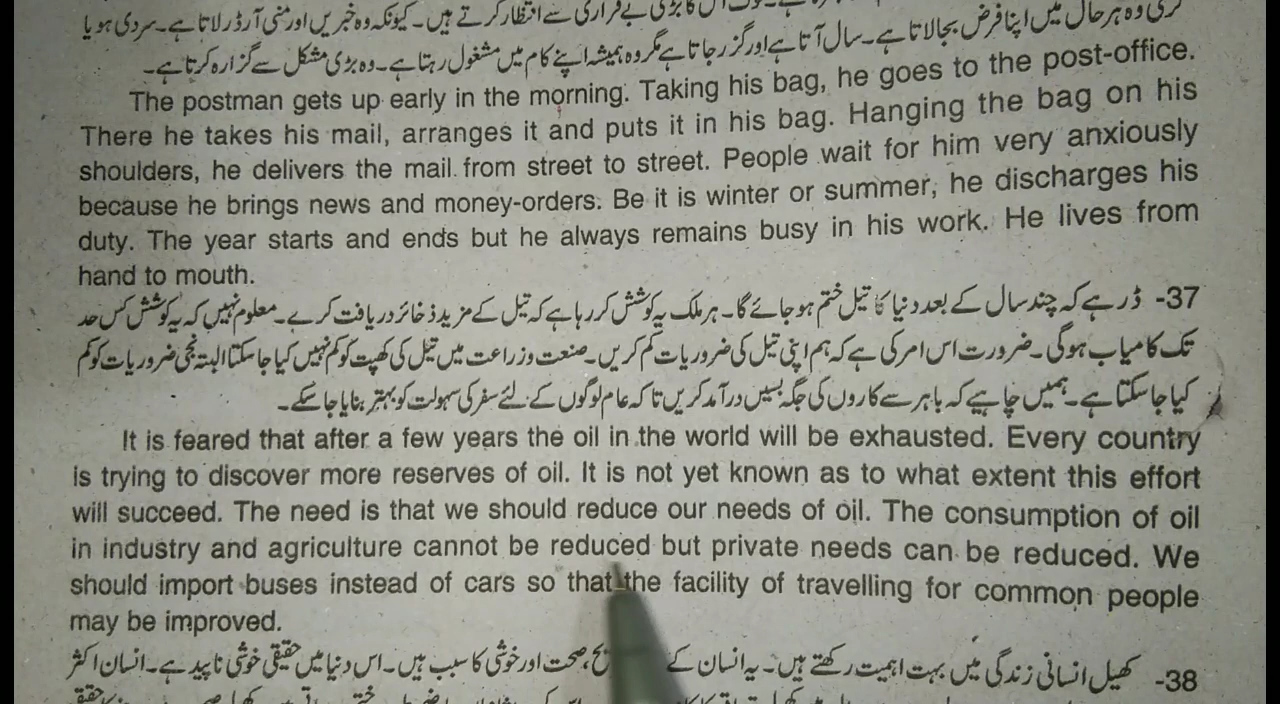 گرمی وہ ہر حال میں اپنا فرض بجا لاتا ہے۔ سال آتا ہے اور گزر جاتا ہے مگر وہ ہمیشہ اپنے کام میں مشغول رہتا ہے۔ وہ بڑی مشکل سے گزارہ کرتا ہے۔
The postman gets up early in the morning. Taking his bag, he goes to the post-office.
There he takes his mail, arranges it and puts it in his bag. Hanging the bag on his
shoulders, he delivers the mail from street to street. People wait for him very anxiously
because he brings news and money-orders. Be it is winter or summer, he discharges his
duty. The year starts and ends but he always remains busy in his work. He lives from
hand to mouth.
37- ڈر ہے کہ چند سال کے بعد دنیا کا تیل ختم ہو جائے گا۔ ہر ملک یہ کوشش کر رہا ہے کہ تیل کے مزید ذخائر دریافت کرے۔ معلوم نہیں کہ یہ کوشش کس حد
تک کامیاب ہوگی۔ ضرورت اس امر کی ہے کہ ہم اپنی تیل کی ضروریات کم کریں۔ صنعت و زراعت میں تیل کی کھپت کو کم نہیں کیا جا سکتا البتہ نجی ضروریات کو کم
کیا جا سکتا ہے۔ ہمیں چاہیے کہ باہر سے کاروں کی جگہ بسیں درآمد کریں تاکہ عام لوگوں کے لئے سفر کی سہولت کو بہتر بنایا جا سکے۔
It is feared that after a few years the oil in the world will be exhausted. Every country
is trying to discover more reserves of oil. It is not yet known as to what extent this effort
will succeed. The need is that we should reduce our needs of oil. The consumption of oil
in industry and agriculture cannot be reduced but private needs can be reduced. We
should import buses instead of cars so that the facility of travelling for common people
may be improved.
38- کھیل انسانی زندگی میں بہت اہمیت رکھتے ہیں۔ یہ انسان کے صحت اور خوشی کا سبب ہیں۔ اس دنیا میں حقیقی خوشی ناپید ہے۔ انسان اکثر